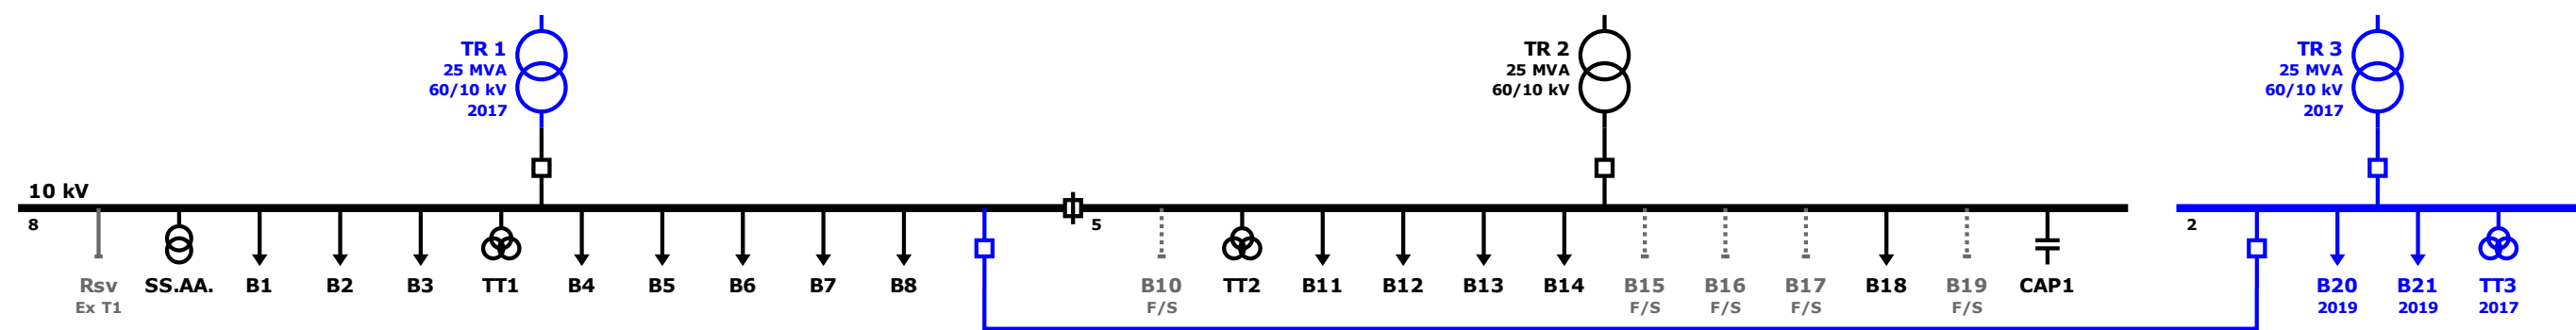 TR 1
25 MVA
60/10 kV
2017
TR 2
25 MVA
60/10 kV
TR 3
25 MVA
60/10 kV
2017
10 kV
8
5
2
Rsv
Ex T1
SS.AA.
B1
B2
B3
TT1
B4
B5
B6
B7
B8
B10
F/S
TT2
B11
B12
B13
B14
B15
F/S
B16
F/S
B17
F/S
B18
B19
F/S
CAP1
B20
2019
B21
2019
TT3
2017